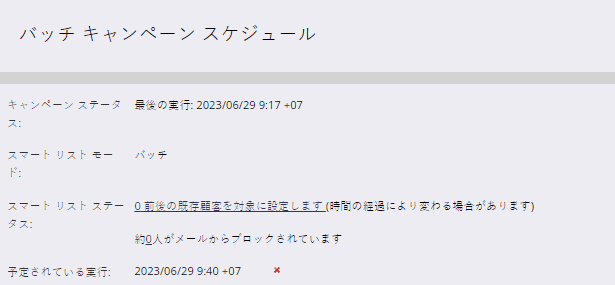 バッチ キャンペーン スケジュール
キャンペーン ステータ
ス:
最後の実行: 2023/06/29 9:17 +07
スマート リスト モー
ド:
バッチ
スマート リスト ステー
タス:
0 前後の既存顧客を対象に設定します (時間の経過により変わる場合があります)
約0人がメールからブロックされています
予定されている実行:
2023/06/29 9:40 +07